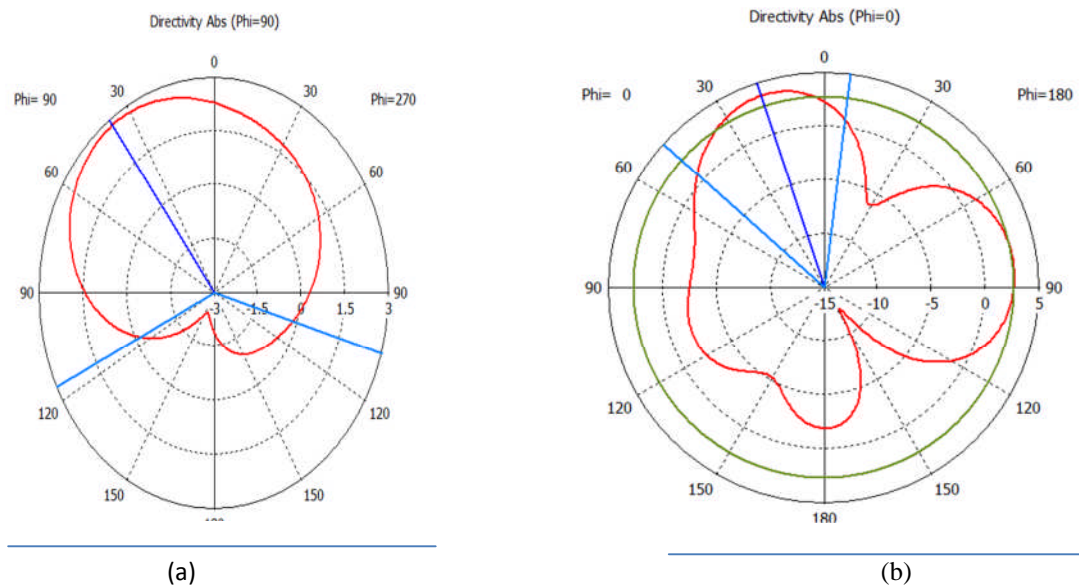 Directivity Abs (Phi=90)
0
30 30
Phi= 90 Phi=270
60 60
90 90
-3 -1.5 0 1.5 3
120 120
150 150
(a)
Directivity Abs (Phi=0)
0
30 30
Phi= 0 Phi=180
60 60
90 90
-15 -10 -5 0 5
120 120
150 150
180
(b)